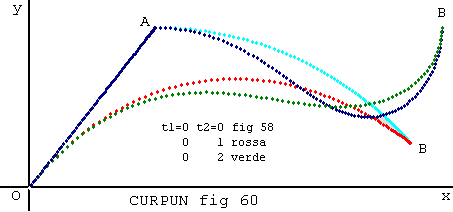 y
B
A
t1=0 t2=0 fig 58
0 1 rossa
0 2 verde
B
O
CURPUN fig 60
x